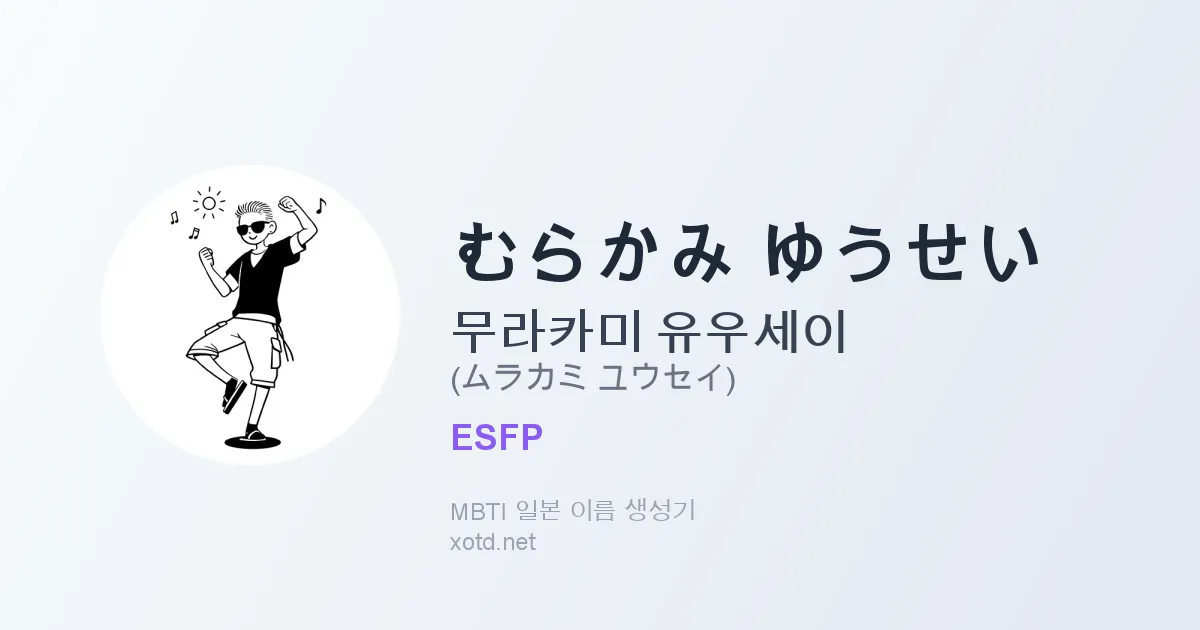 むらかみ ゆうせい
무라카미 유우세이
(ムラカミ ユウセイ)
ESFP
MBTI 일본 이름 생성기
xotd.net